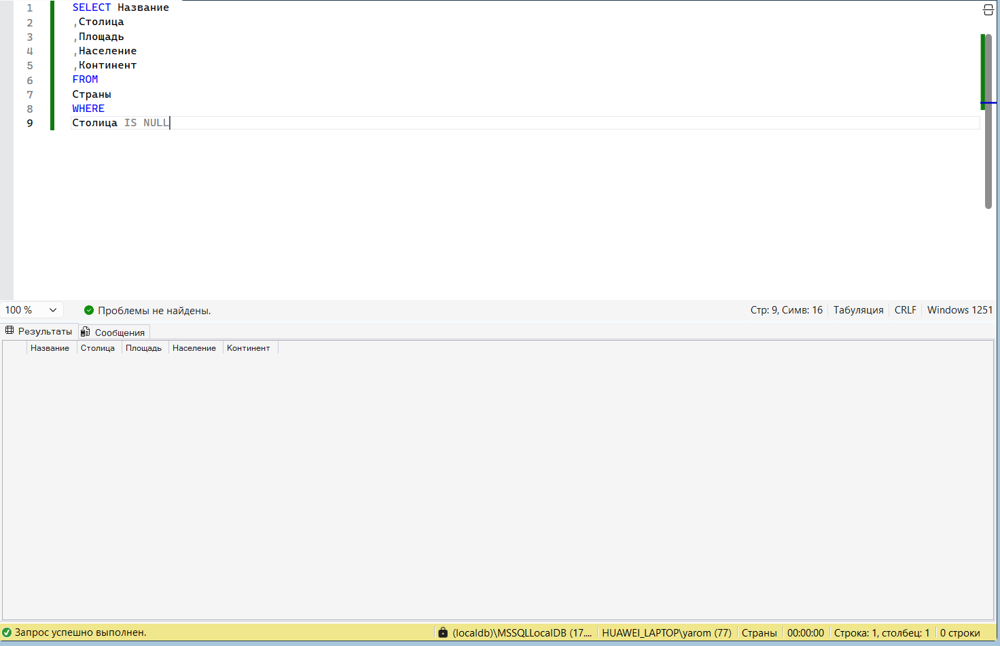 1 SELECT Название
2 ,Столица
3 ,Площадь
4 ,Население
5 ,Континент
6 FROM
7 Страны
8 WHERE
9 Столица IS NULL
100 % Проблемы не найдены. Стр: 9, Симв: 16 Табуляция CRLF Windows 1251
Результаты Сообщения
Название Столица Площадь Население Континент
Запрос успешно выполнен. (localdb)\MSSQLLocalDB (17.... HUAWEI_LAPTOP\yarom (77) Страны 00:00:00 Строка: 1, столбец: 1 0 строки